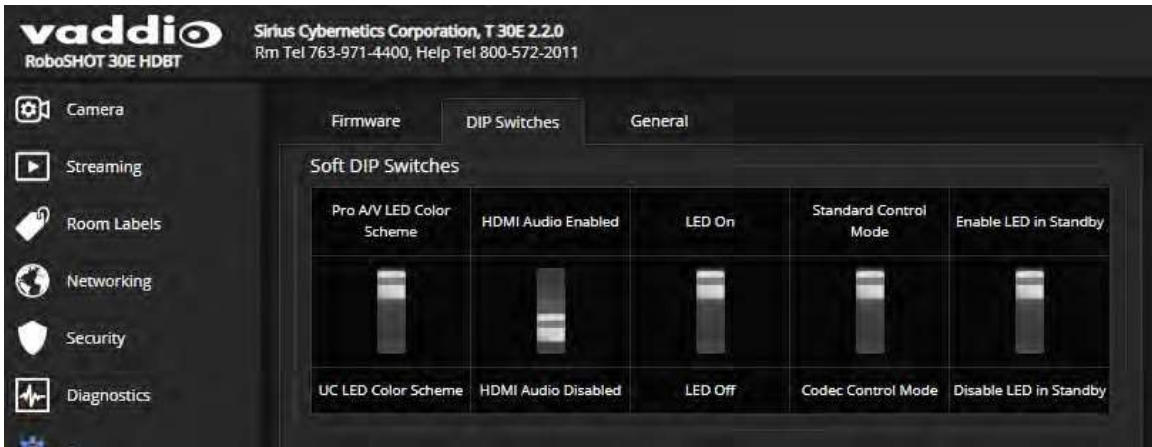 vaddio
RoboSHOT 30E HDBT
Sirius Cybernetics Corporation, T 30E 2.2.0
Rm Tel 763-971-4400, Help Tel 800-572-2011
Camera
Streaming
Room Labels
Networking
Security
Diagnostics
Firmware
DIP Switches
General
Soft DIP Switches
Pro A/V LED Color
Scheme
HDMI Audio Enabled
LED On
Standard Control
Mode
Enable LED in Standby
UC LED Color Scheme
HDMI Audio Disabled
LED Off
Codec Control Mode
Disable LED in Standby